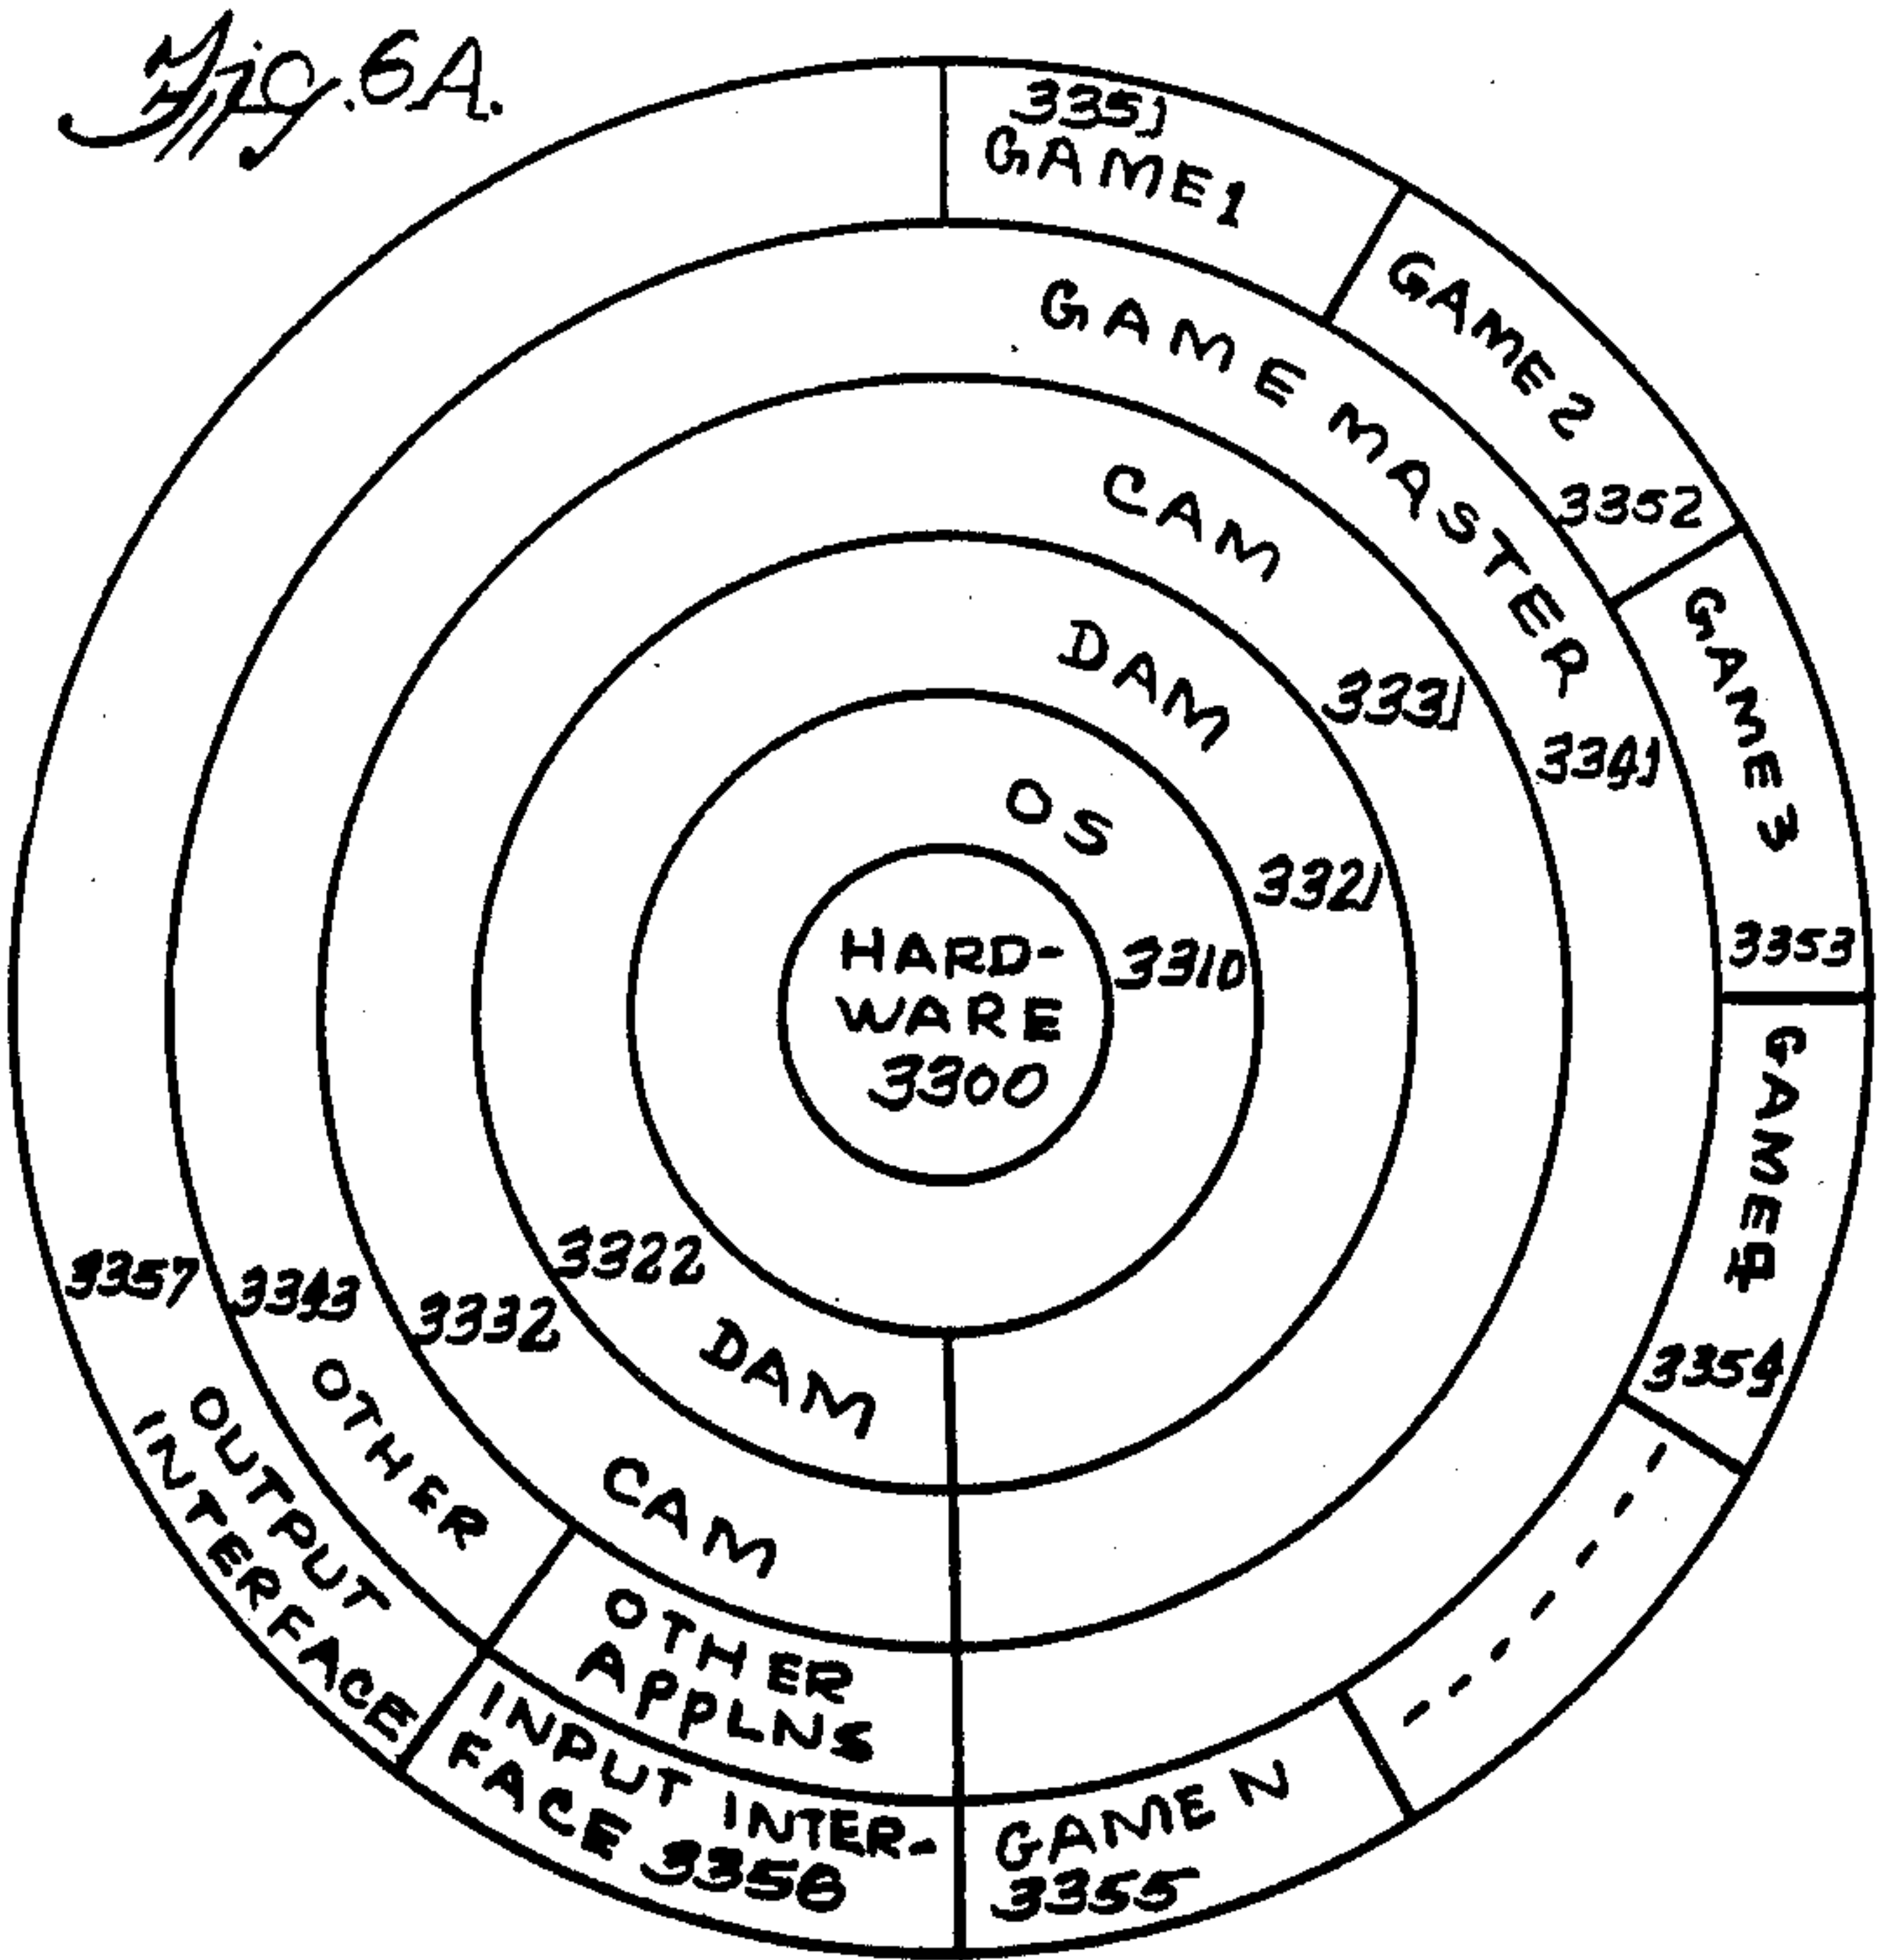 Fig. 6A.
3351
GAME 1
GAME 2
3352
GAME 3
3353
GAME 4
3354
GAME N
3355
GAME MASTER
3341
CAM
3331
DAM
3321
OS
3310
HARD-
WARE
3300
3322
DAM
3332
CAM
3343
OTHER
OTHER
APPLNS
3357
OUTPUT
INTERFACE
INPUT INTER-
FACE 3356